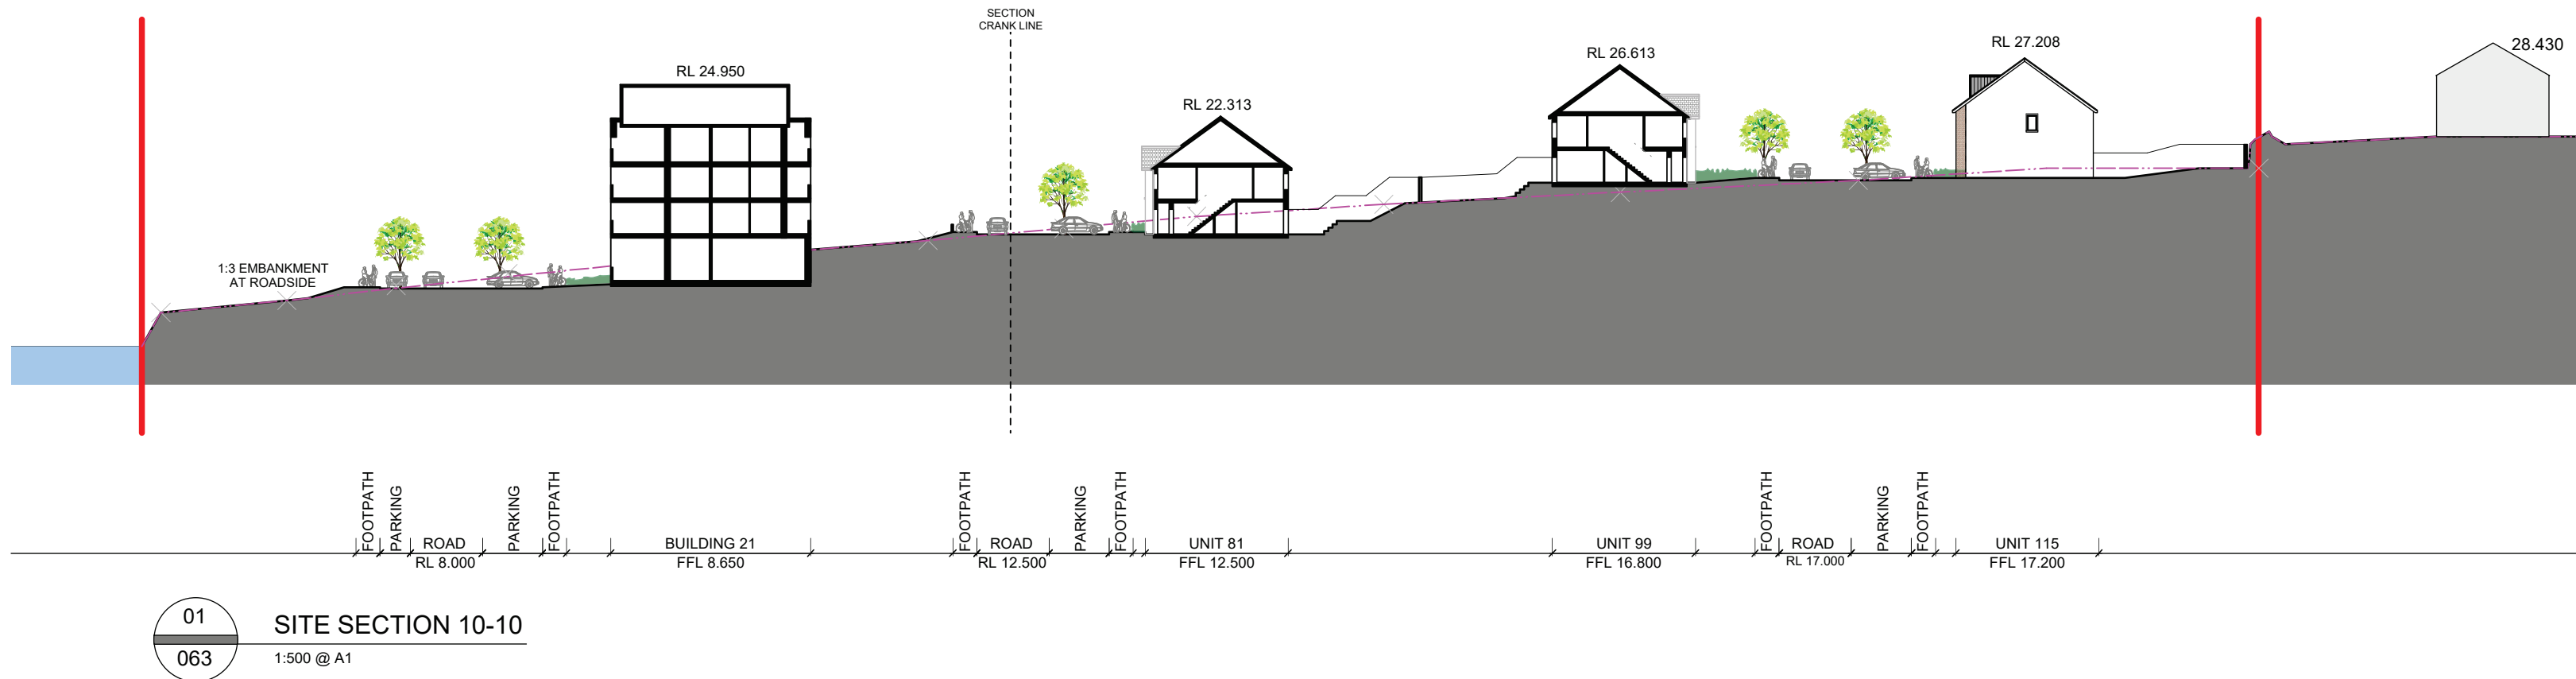 SECTION
CRANK LINE
RL 24.950
RL 22.313
RL 26.613
RL 27.208
28.430
1:3 EMBANKMENT
AT ROADSIDE
FOOTPATH
PARKING
ROAD
RL 8.000
PARKING
FOOTPATH
BUILDING 21
FFL 8.650
FOOTPATH
ROAD
RL 12.500
PARKING
FOOTPATH
UNIT 81
FFL 12.500
UNIT 99
FFL 16.800
FOOTPATH
ROAD
RL 17.000
PARKING
FOOTPATH
UNIT 115
FFL 17.200
01
063
SITE SECTION 10-10
1:500 @ A1